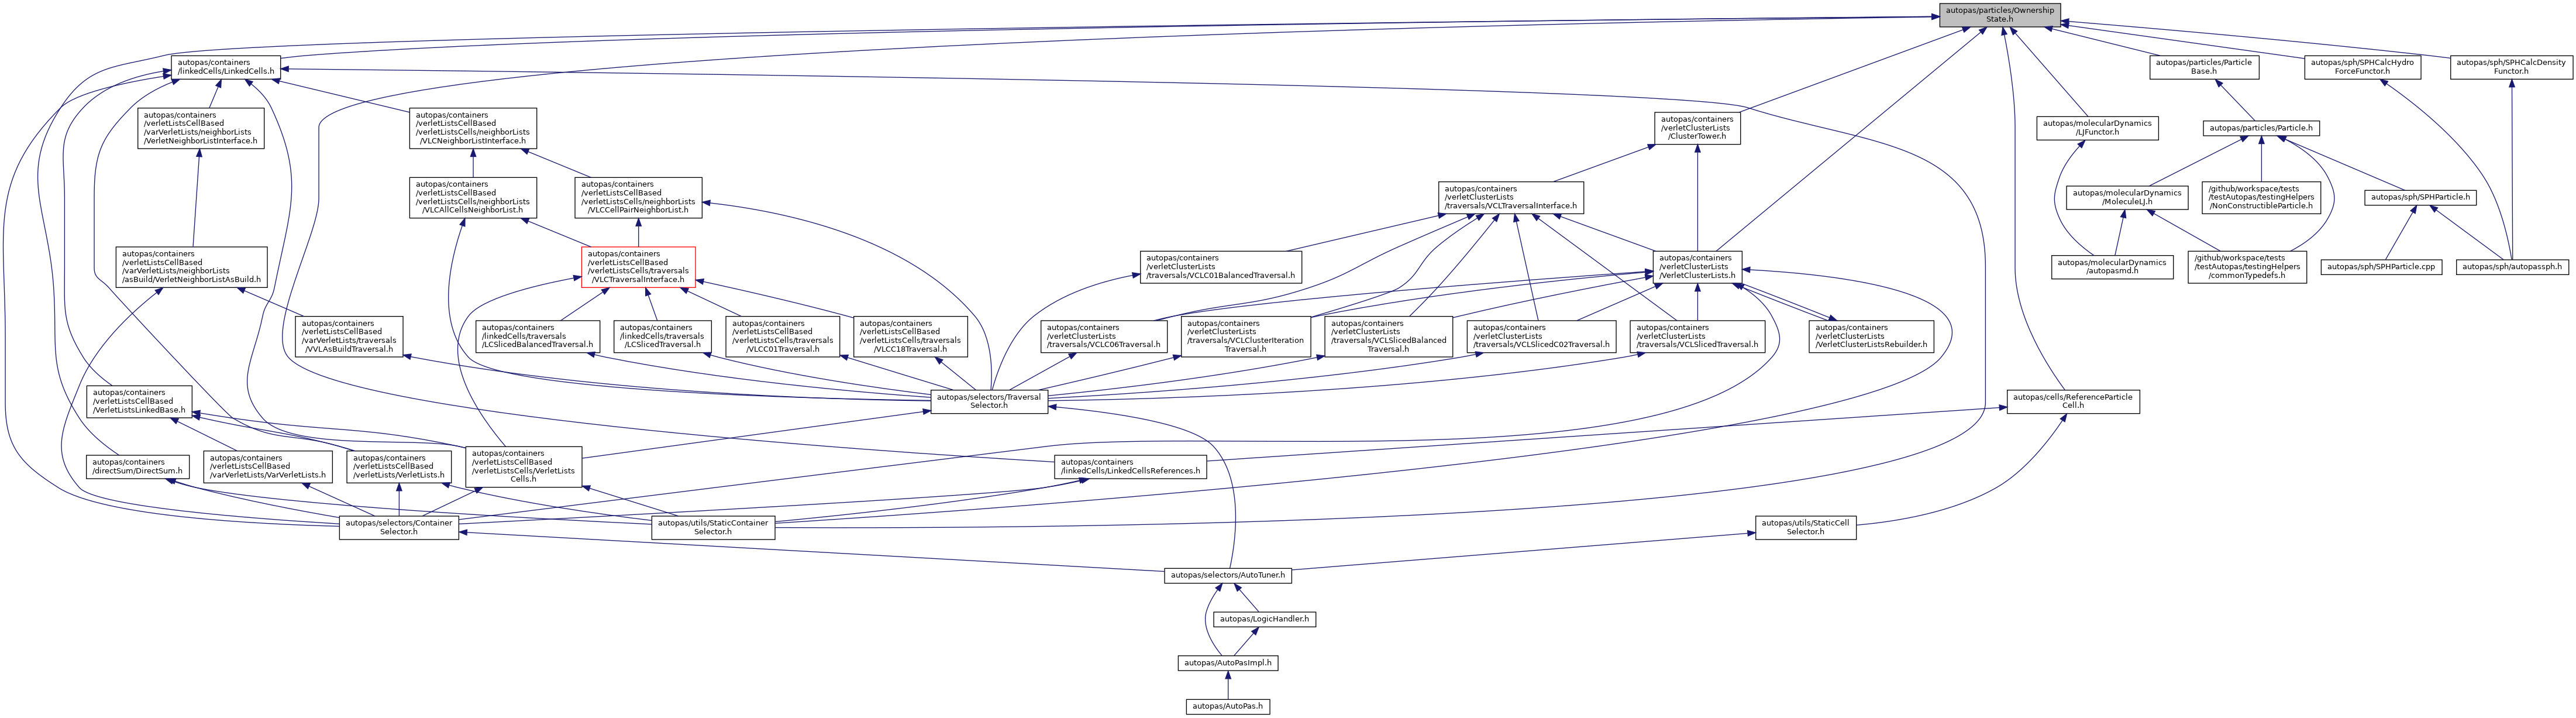 autopas/particles/Ownership
State.h
autopas/containers
/linkedCells/LinkedCells.h
autopas/particles/Particle
Base.h
autopas/sph/SPHCalcHydro
ForceFunctor.h
autopas/sph/SPHCalcDensity
Functor.h
autopas/containers
/verletListsCellBased
/varVerletLists/neighborLists
/VerletNeighborListInterface.h
autopas/containers
/verletListsCellBased
/verletListsCells/neighborLists
/VLCNeighborListInterface.h
autopas/containers
/verletClusterLists
/ClusterTower.h
autopas/molecularDynamics
/LJFunctor.h
autopas/particles/Particle.h
autopas/containers
/verletListsCellBased
/verletListsCells/neighborLists
/VLCAllCellsNeighborList.h
autopas/containers
/verletListsCellBased
/verletListsCells/neighborLists
/VLCCellPairNeighborList.h
autopas/containers
/verletClusterLists
/traversals/VCLTraversalInterface.h
autopas/molecularDynamics
/MoleculeLJ.h
/github/workspace/tests
/testAutopas/testingHelpers
/NonConstructibleParticle.h
autopas/sph/SPHParticle.h
autopas/containers
/verletListsCellBased
/varVerletLists/neighborLists
/asBuild/VerletNeighborListAsBuild.h
autopas/containers
/verletListsCellBased
/verletListsCells/traversals
/VLCTraversalInterface.h
autopas/containers
/verletClusterLists
/traversals/VCLC01BalancedTraversal.h
autopas/containers
/verletClusterLists
/VerletClusterLists.h
autopas/molecularDynamics
/autopasmd.h
/github/workspace/tests
/testAutopas/testingHelpers
/commonTypedefs.h
autopas/sph/SPHParticle.cpp
autopas/sph/autopassph.h
autopas/containers
/verletListsCellBased
/varVerletLists/traversals
/VVLAsBuildTraversal.h
autopas/containers
/linkedCells/traversals
/LCSlicedBalancedTraversal.h
autopas/containers
/linkedCells/traversals
/LCSlicedTraversal.h
autopas/containers
/verletListsCellBased
/verletListsCells/traversals
/VLCC01Traversal.h
autopas/containers
/verletListsCellBased
/verletListsCells/traversals
/VLCC18Traversal.h
autopas/containers
/verletClusterLists
/traversals/VCLC06Traversal.h
autopas/containers
/verletClusterLists
/traversals/VCLClusterIteration
Traversal.h
autopas/containers
/verletClusterLists
/traversals/VCLSlicedBalanced
Traversal.h
autopas/containers
/verletClusterLists
/traversals/VCLSlicedC02Traversal.h
autopas/containers
/verletClusterLists
/traversals/VCLSlicedTraversal.h
autopas/containers
/verletClusterLists
/VerletClusterListsRebuilder.h
autopas/containers
/verletListsCellBased
/VerletListsLinkedBase.h
autopas/selectors/Traversal
Selector.h
autopas/cells/ReferenceParticle
Cell.h
autopas/containers
/directSum/DirectSum.h
autopas/containers
/verletListsCellBased
/varVerletLists/VarVerletLists.h
autopas/containers
/verletListsCellBased
/verletLists/VerletLists.h
autopas/containers
/verletListsCellBased
/verletListsCells/VerletLists
Cells.h
autopas/containers
/linkedCells/LinkedCellsReferences.h
autopas/selectors/Container
Selector.h
autopas/utils/StaticContainer
Selector.h
autopas/utils/StaticCell
Selector.h
autopas/selectors/AutoTuner.h
autopas/LogicHandler.h
autopas/AutoPasImpl.h
autopas/AutoPas.h